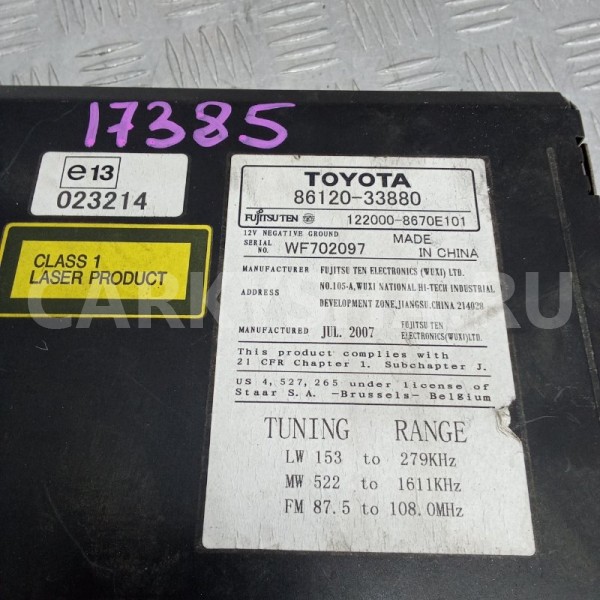 17385
e13
023214
CLASS 1
LASER PRODUCT
TOYOTA
86120-33880
FUJITSU TEN 122000-8670E101
12V NEGATIVE GROUND
SERIAL NO. WF702097 MADE IN CHINA
MANUFACTURER FUJITSU TEN ELECTRONICS (WUXI) LTD.
ADDRESS NO.105-A,WUXI NATIONAL HI-TECH INDUSTRIAL
DEVELOPMENT ZONE,JIANGSU.CHINA 214028
MANUFACTURED JUL. 2007 FUJITSU TEN ELECTRONICS(WUXI)LTD.
This product complies with
21 CFR Chapter 1. Subchapter J.
US 4,527,265 under license of
Staar S.A. -Brussels- Belgium
TUNING RANGE
LW 153 to 279KHz
MW 522 to 1611KHz
FM 87.5 to 108.0MHz